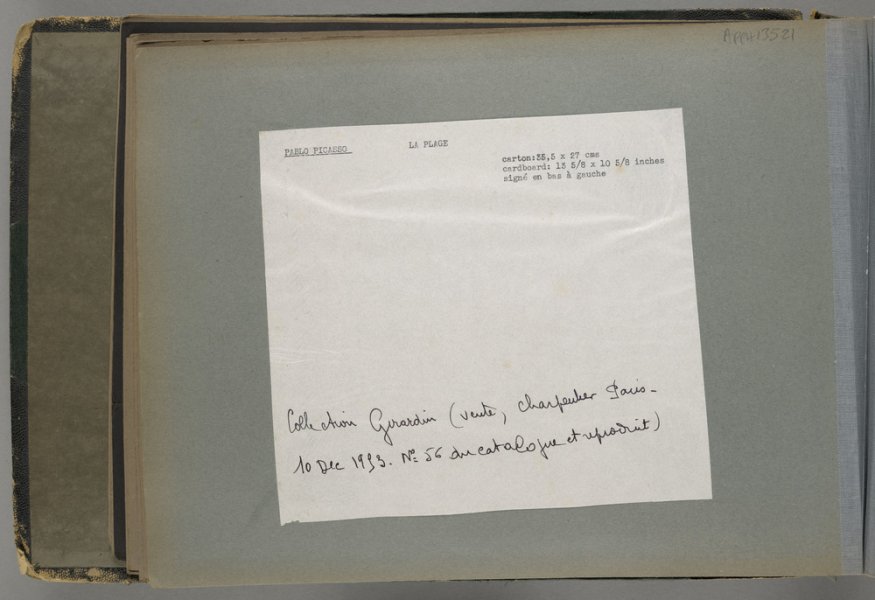 PABLO PICASSO LA PLAGE
carton:35,5 x 27 cms
cardboard: 13 5/8 x 10 5/8 inches
signé en bas à gauche
Collection Girardin (vente, Charpentier Paris-
10 Dec 1953. No 56 du catalogue et reproduit)